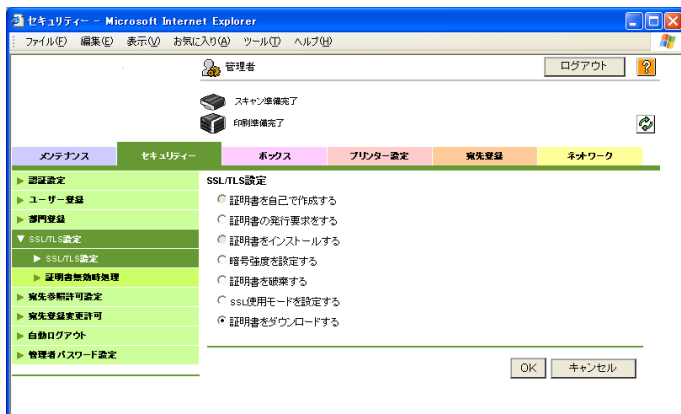 セキュリティー - Microsoft Internet Explorer
ファイル(F) 編集(E) 表示(V) お気に入り(A) ツール(T) ヘルプ(H)
管理者 ログアウト ?
スキャン準備完了
印刷準備完了
メンテナンス セキュリティー ボックス プリンター設定 宛先登録 ネットワーク
認証設定
ユーザー登録
部門登録
SSL/TLS設定
SSL/TLS設定
証明書無効時処理
宛先参照許可設定
宛先登録変更許可
自動ログアウト
管理者パスワード設定
SSL/TLS設定
証明書を自己で作成する
証明書の発行要求をする
証明書をインストールする
暗号強度を設定する
証明書を破棄する
SSL使用モードを設定する
証明書をダウンロードする
OK キャンセル